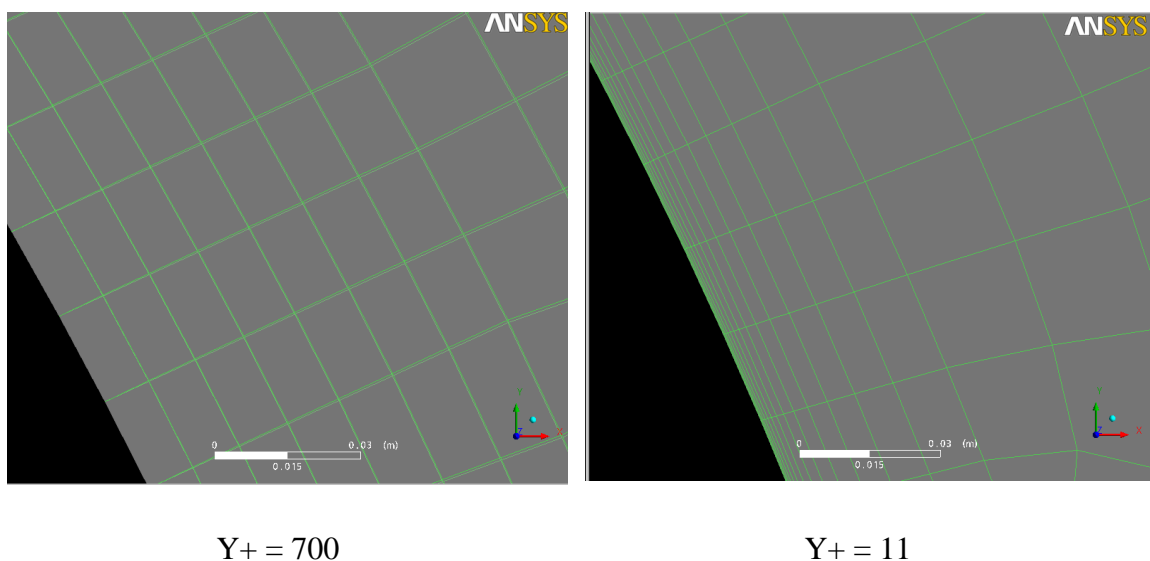 ANSYS
0 0.03 (m)
0.015
Y
Z X
Y+ = 700
ANSYS
0 0.03 (m)
0.015
Y
Z X
Y+ = 11